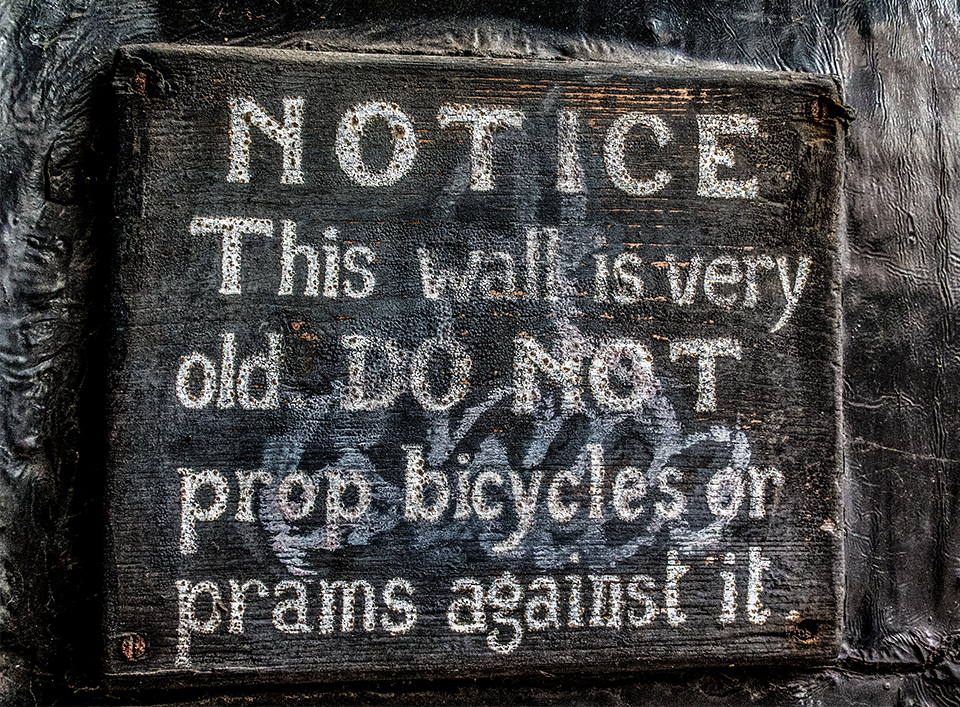 NOTICE
This wall is very
old DO NOT
prop bicycles or
prams against it.